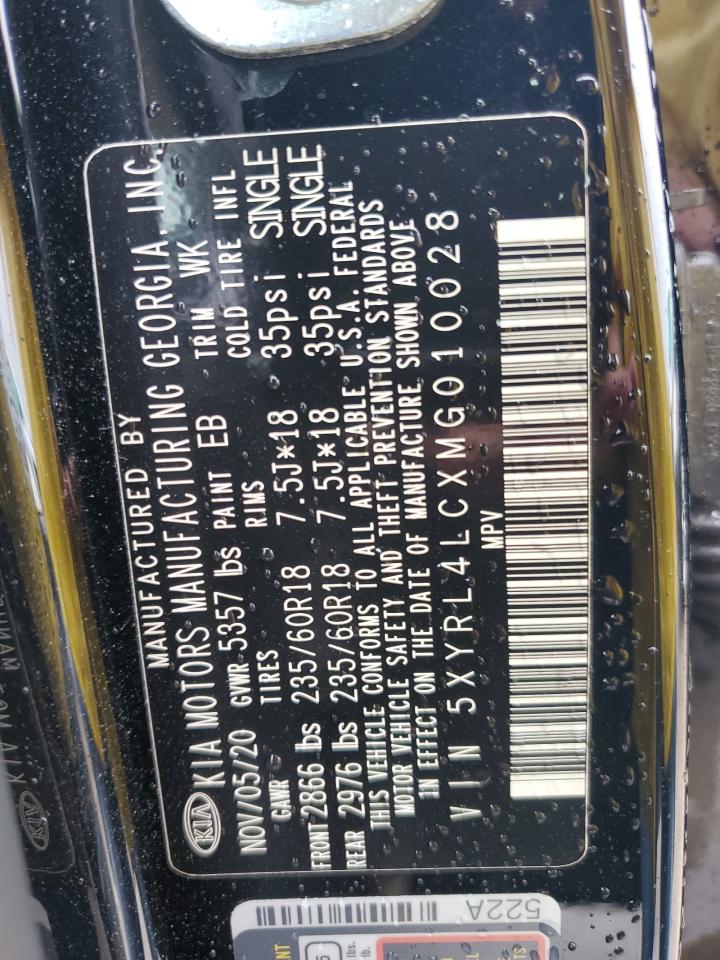 MANUFACTURED BY
KIA KIA MOTORS MANUFACTURING GEORGIA, INC.
NOV/05/20 GVWR 5357 lbs PAINT EB TRIM WK
GAWR TIRES RIMS COLD TIRE INFL
FRONT 2866 lbs 235/60R18 7.5J*18 35psi SINGLE
REAR 2976 lbs 235/60R18 7.5J*18 35psi SINGLE
THIS VEHICLE CONFORMS TO ALL APPLICABLE U.S.A. FEDERAL
MOTOR VEHICLE SAFETY AND THEFT PREVENTION STANDARDS
IN EFFECT ON THE DATE OF MANUFACTURE SHOWN ABOVE
VIN 5XYRL4LCXMG010028
MPV
522A
KIA